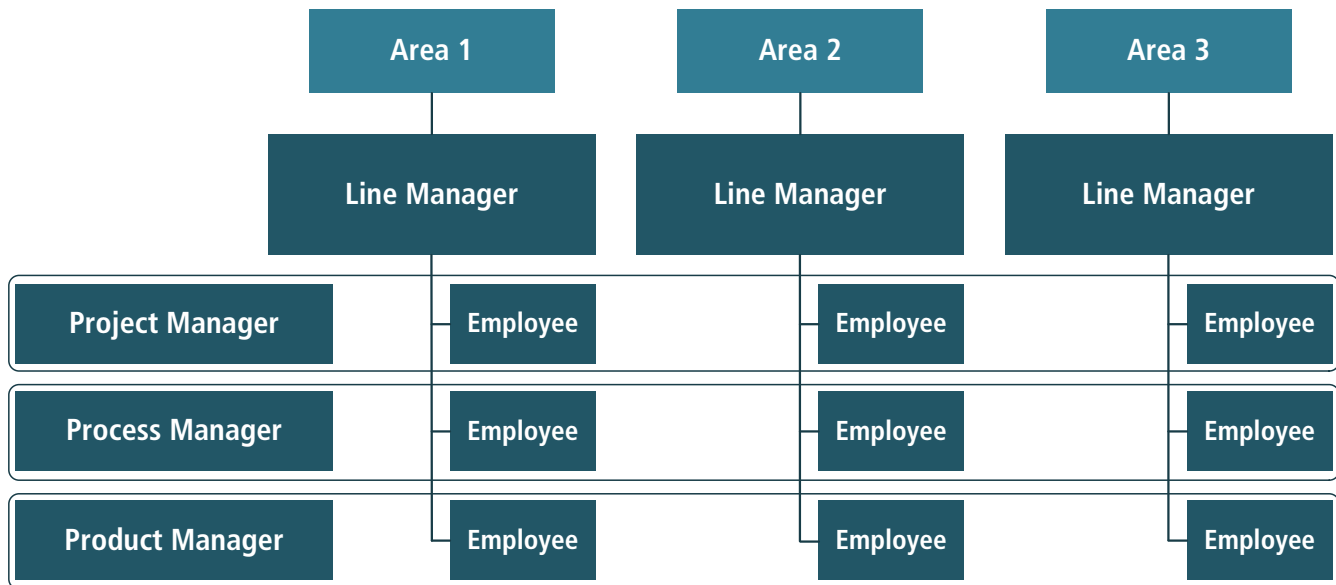 Area 1
Area 2
Area 3
Line Manager
Line Manager
Line Manager
Project Manager
Employee
Employee
Employee
Process Manager
Employee
Employee
Employee
Product Manager
Employee
Employee
Employee